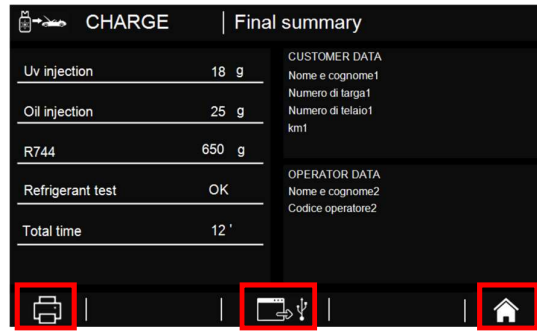 CHARGE | Final summary
Uv injection 18 g
Oil injection 25 g
R744 650 g
Refrigerant test OK
Total time 12 '
CUSTOMER DATA
Nome e cognome1
Numero di targa1
Numero di telaio1
km1
OPERATOR DATA
Nome e cognome2
Codice operatore2